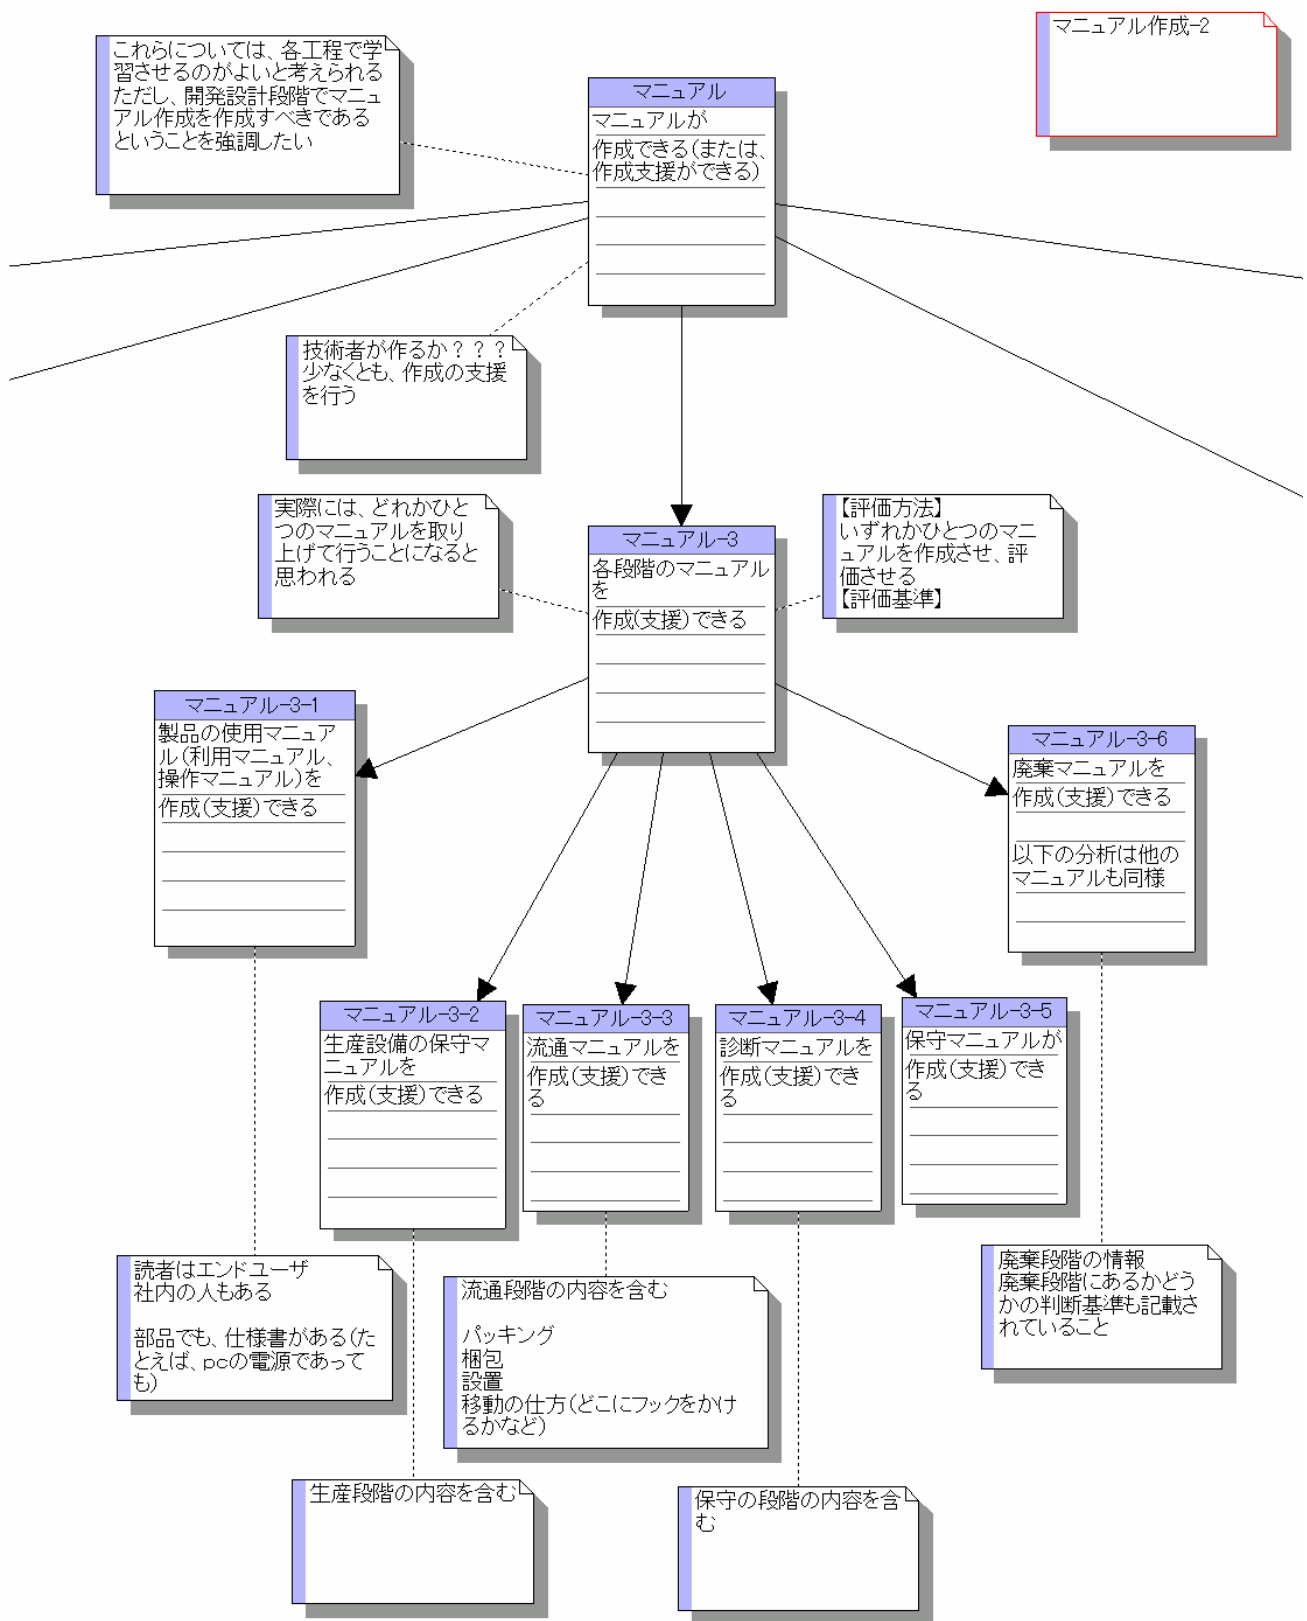 マニュアル作成-2
これらについては、各工程で学
習させるのがよいと考えられる
ただし、開発設計段階でマニュ
アル作成を作成すべきである
ということを強調したい
マニュアル
マニュアルが
作成できる(または、
作成支援ができる)
技術者が作るか？？？
少なくとも、作成の支援
を行う
実際には、どれかひと
つのマニュアルを取り
上げて行うことになると
思われる
マニュアル-3
各段階のマニュアル
を
作成(支援)できる
【評価方法】
いずれかひとつのマニ
ュアルを作成させ、評
価させる
【評価基準】
マニュアル-3-1
製品の使用マニュア
ル(利用マニュアル、
操作マニュアル)を
作成(支援)できる
マニュアル-3-6
廃棄マニュアルを
作成(支援)できる
以下の分析は他の
マニュアルも同様
マニュアル-3-2
生産設備の保守マ
ニュアルを
作成(支援)できる
マニュアル-3-3
流通マニュアルを
作成(支援)でき
る
マニュアル-3-4
診断マニュアルを
作成(支援)でき
る
マニュアル-3-5
保守マニュアルが
作成(支援)でき
る
読者はエンドユーザ
社内の人もある
部品でも、仕様書がある(た
とえば、pcの電源であって
も)
流通段階の内容を含む
パッキング
梱包
設置
移動の仕方(どこにフックをかけ
るかなど)
廃棄段階の情報
廃棄段階にあるかどう
かの判断基準も記載さ
れていること
生産段階の内容を含む
保守の段階の内容を含
む